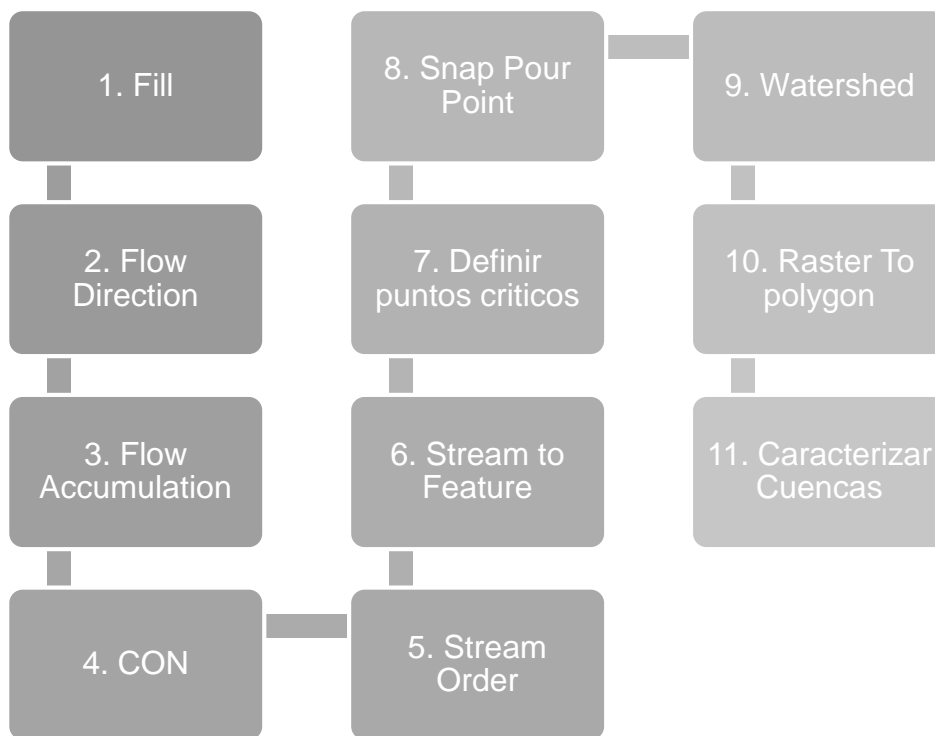 1. Fill
2. Flow
Direction
3. Flow
Accumulation
4. CON
5. Stream
Order
6. Stream to
Feature
7. Definir
puntos criticos
8. Snap Pour
Point
9. Watershed
10. Raster To
polygon
11. Caracterizar
Cuencas